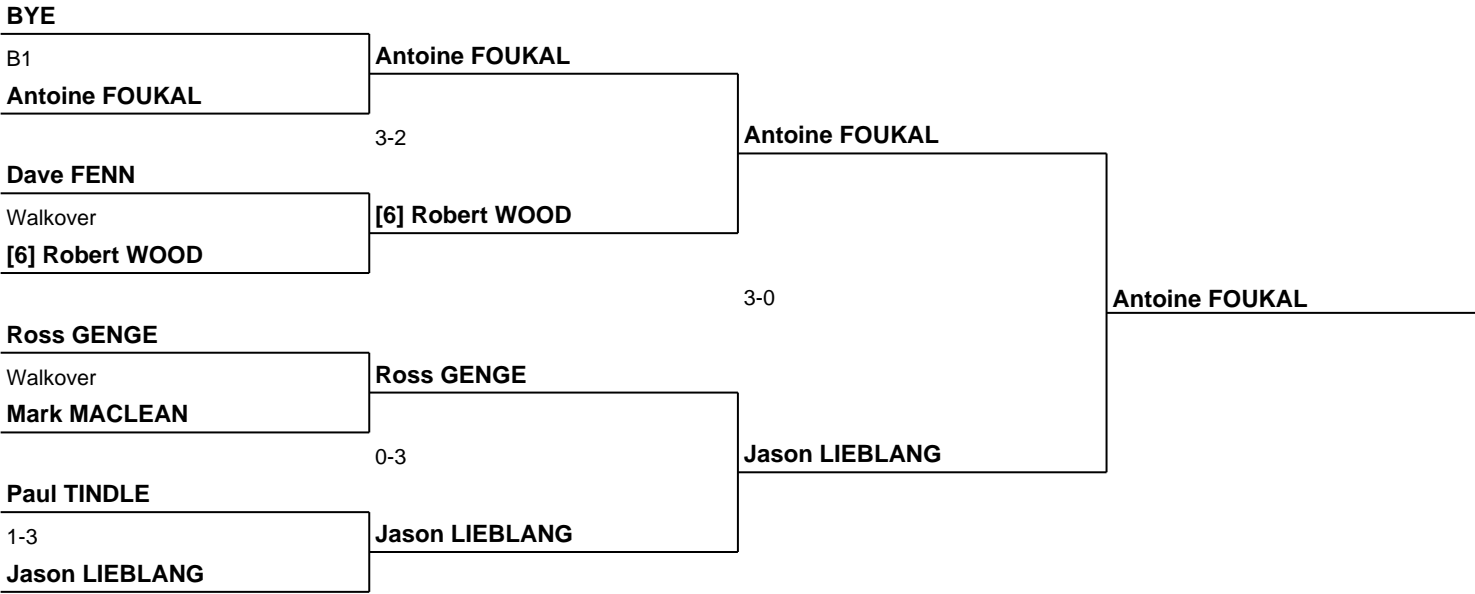 BYE
B1
Antoine FOUKAL
Antoine FOUKAL
3-2
Antoine FOUKAL
Dave FENN
Walkover
[6] Robert WOOD
[6] Robert WOOD
3-0
Antoine FOUKAL
Ross GENGE
Walkover
Ross GENGE
Mark MACLEAN
0-3
Jason LIEBLANG
Paul TINDLE
1-3
Jason LIEBLANG
Jason LIEBLANG